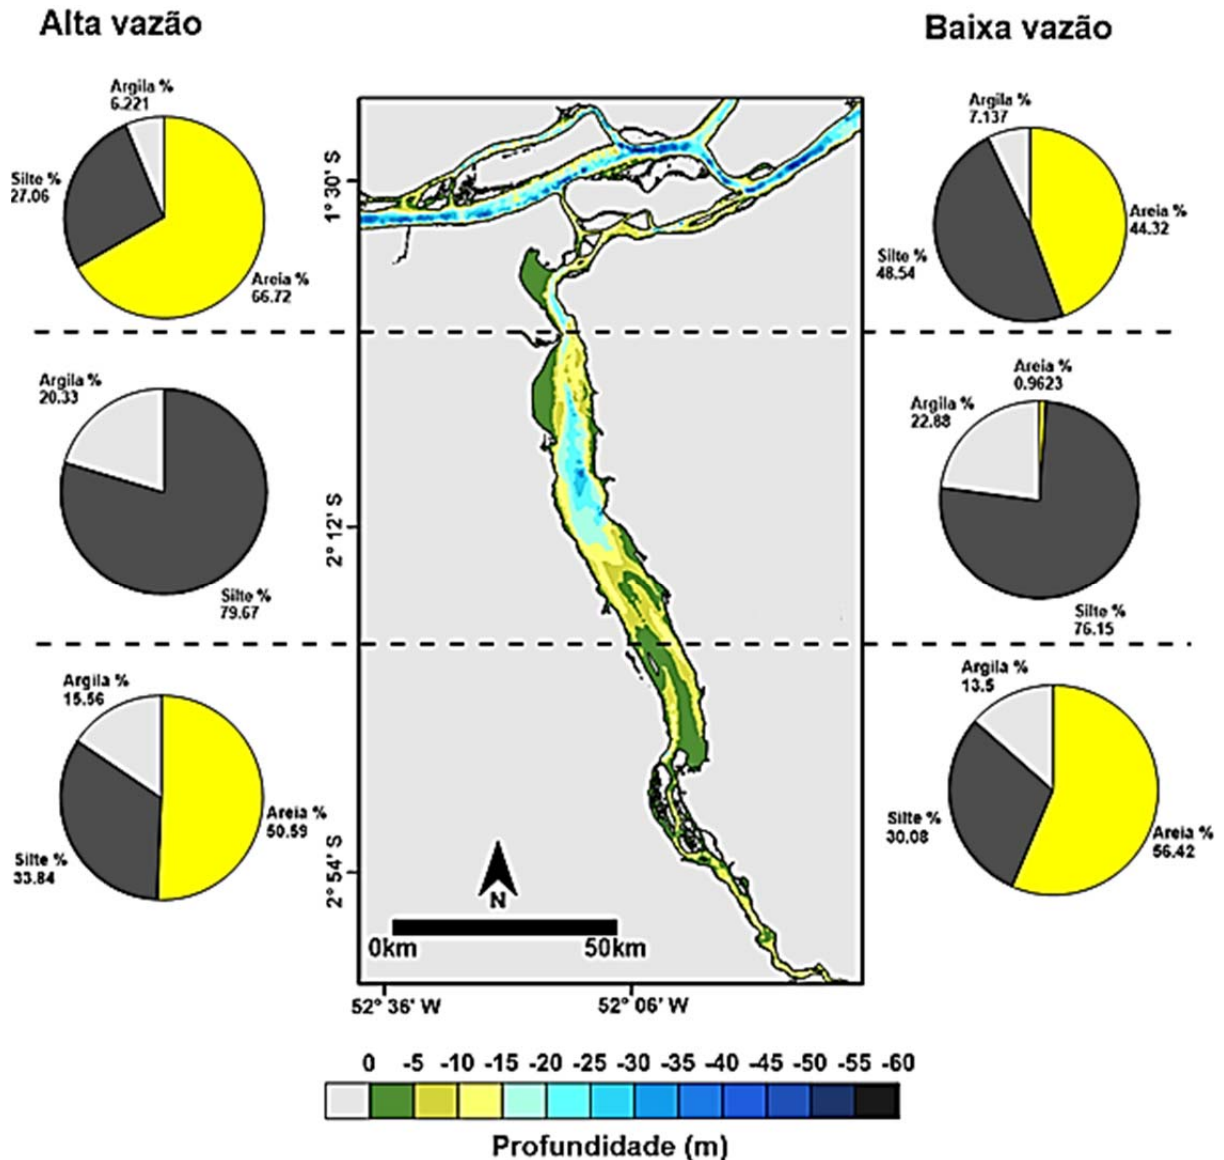 Alta vazão
Baixa vazão
Argila %
6.221
Silte %
27.06
Areia %
66.72
Argila %
7.137
Areia %
44.32
Silte %
48.54
Argila %
20.33
Silte %
79.67
Areia %
0.9623
Argila %
22.88
Silte %
76.15
Argila %
15.56
Areia %
50.59
Silte %
33.84
Argila %
13.5
Silte %
30.08
Areia %
56.42
1° 30' S
2° 12' S
2° 54' S
N
0km 50km
52° 36' W 52° 06' W
0 -5 -10 -15 -20 -25 -30 -35 -40 -45 -55 -60
Profundidade (m)